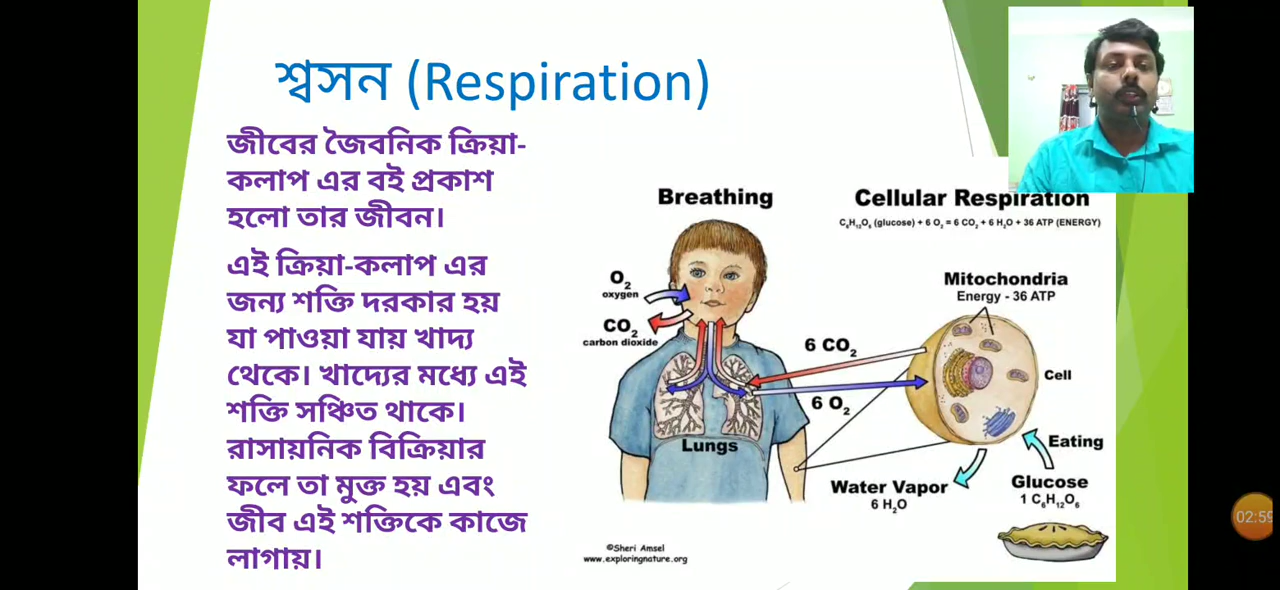 শ্বসন (Respiration)
জীবের জৈবনিক ক্রিয়া-
কলাপ এর বই প্রকাশ
হলো তার জীবন।
এই ক্রিয়া-কলাপ এর
জন্য শক্তি দরকার হয়
যা পাওয়া যায় খাদ্য
থেকে। খাদ্যের মধ্যে এই
শক্তি সঞ্চিত থাকে।
রাসায়নিক বিক্রিয়ার
ফলে তা মুক্ত হয় এবং
জীব এই শক্তিকে কাজে
লাগায়।
Breathing
O₂
oxygen
CO₂
carbon dioxide
Lungs
©Sheri Amsel
www.exploringnature.org
Cellular Respiration
C₆H₁₂O₆ (glucose) + 6 O₂ = 6 CO₂ + 6 H₂O + 36 ATP (ENERGY)
Mitochondria
Energy - 36 ATP
6 CO₂
6 O₂
Cell
Eating
Glucose
1 C₆H₁₂O₆
Water Vapor
6 H₂O
02:59